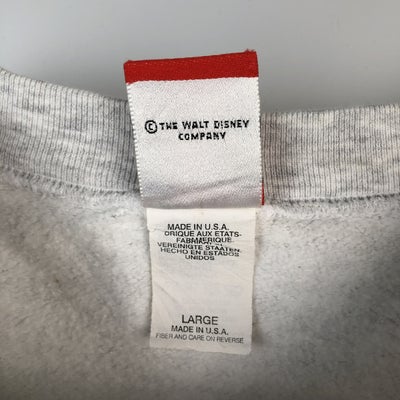 ©THE WALT DISNEY
COMPANY
MADE IN U.S.A.
ORIQUE AUX ETATS-
FABRIQUE.
VEREINIGTE STAATEN.
HECHO EN ESTADOS
UNIDOS
LARGE
MADE IN U.S.A.
FIBER AND CARE ON REVERSE